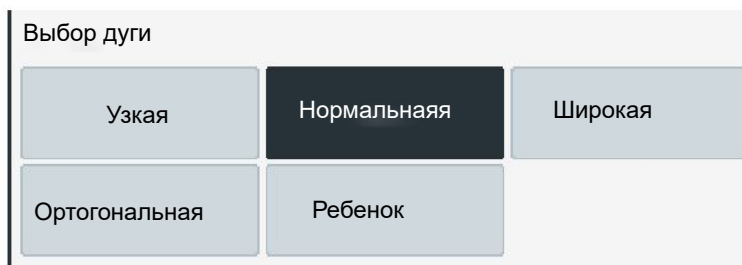 Выбор дуги
Узкая Нормальнаяя Широкая
Ортогональная Ребенок